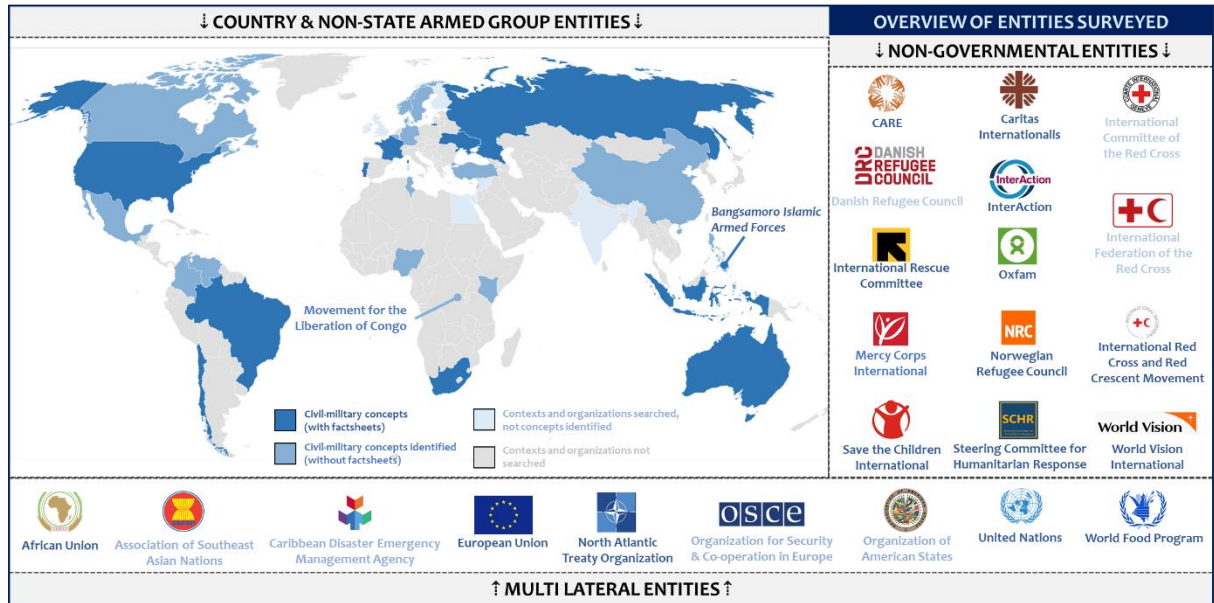 ↓ COUNTRY & NON-STATE ARMED GROUP ENTITIES ↓
OVERVIEW OF ENTITIES SURVEYED
↓ NON-GOVERNMENTAL ENTITIES ↓
Bangsamoro Islamic
Armed Forces
Movement for the
Liberation of Congo
Civil-military concepts
(with factsheets)
Civil-military concepts identified
(without factsheets)
Contexts and organizations searched,
not concepts identified
Contexts and organizations not
searched
CARE
Caritas
Internationalis
COMITE INTERNATIONAL
GENEVE
International
Committee of
the Red Cross
DRC DANISH
REFUGEE
COUNCIL
Danish Refugee Council
InterAction
InterAction
International
Federation of the
Red Cross
International Rescue
Committee
Oxfam
Mercy Corps
International
NRC
Norwegian
Refugee Council
International Red
Cross and Red
Crescent Movement
Save the Children
International
SCHR
Steering Committee for
Humanitarian Response
World Vision
World Vision
International
African Union
Association of Southeast
Asian Nations
Caribbean Disaster Emergency
Management Agency
European Union
North Atlantic
Treaty Organization
OSCE
Organization for Security
& Co-operation in Europe
Organization of
American States
United Nations
World Food Program
↑ MULTI LATERAL ENTITIES ↑